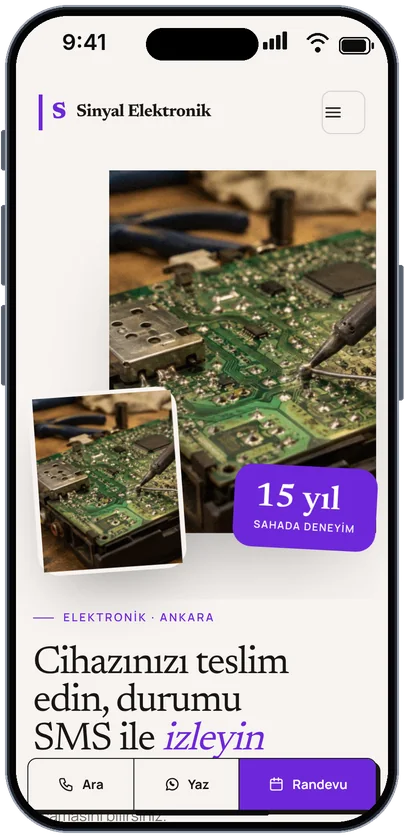 9:41
S Sinyal Elektronik
15 yıl
SAHADA DENEYİM
ELEKTRONİK · ANKARA
Cihazınızı teslim
edin, durumu
SMS ile izleyin
Ara Yaz Randevu
bilirsiniz.